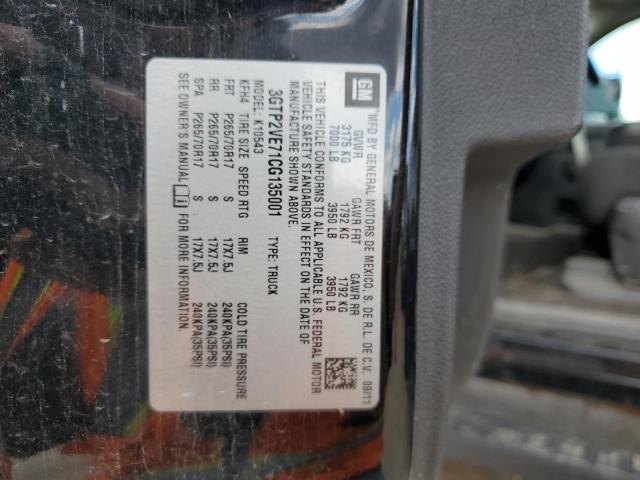 GM
MFD BY GENERAL MOTORS DE MEXICO, S. DE R.L. DE C.V. 09/11
GVWR GAWR FRT GAWR RR
3175 KG 1792 KG 1792 KG
7000 LB 3950 LB 3950 LB
THIS VEHICLE CONFORMS TO ALL APPLICABLE U.S. FEDERAL MOTOR
VEHICLE SAFETY STANDARDS IN EFFECT ON THE DATE OF
MANUFACTURE SHOWN ABOVE.
3GTP2VE71CG135001 TYPE: TRUCK
MODEL: K10543
KFH4 TIRE SIZE SPEED RTG RIM COLD TIRE PRESSURE
FRT P265/70R17 S 17X7.5J 240KPA(35PSI)
RR P265/70R17 S 17X7.5J 240KPA(35PSI)
SPA P265/70R17 S 17X7.5J 240KPA(35PSI)
SEE OWNER'S MANUAL FOR MORE INFORMATION.